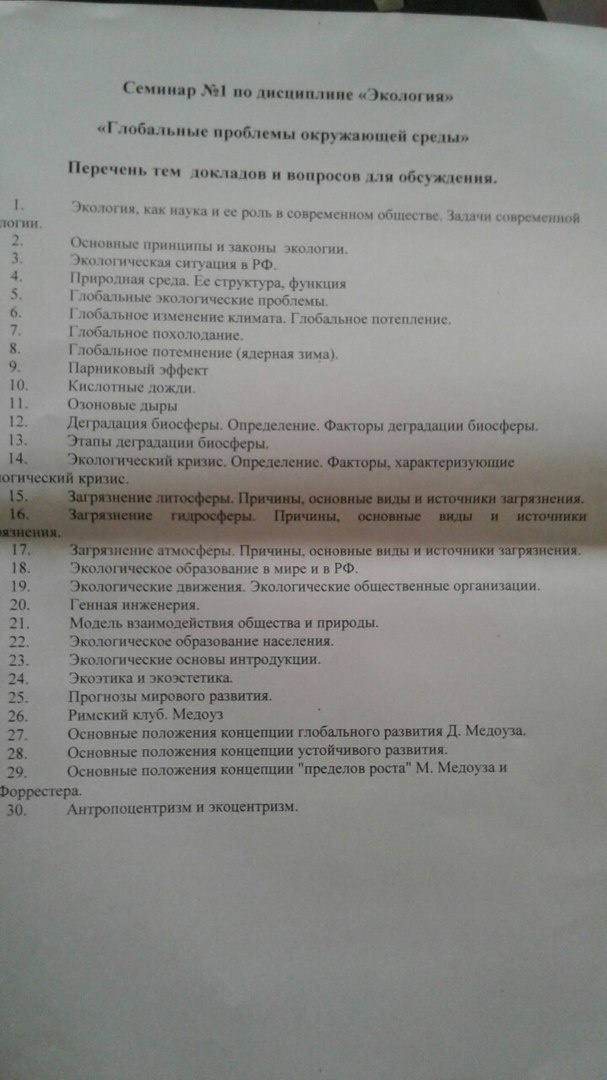 Семинар №1 по дисциплине «Экология»
«Глобальные проблемы окружающей среды»
Перечень тем докладов и вопросов для обсуждения.
1. Экология, как наука и ее роль в современном обществе. Задачи современной
логии.
2. Основные принципы и законы экологии.
3. Экологическая ситуация в РФ.
4. Природная среда. Ее структура, функция
5. Глобальные экологические проблемы.
6. Глобальное изменение климата. Глобальное потепление.
7. Глобальное похолодание.
8. Глобальное потемнение (ядерная зима).
9. Парниковый эффект
10. Кислотные дожди.
11. Озоновые дыры
12. Деградация биосферы. Определение. Факторы деградации биосферы.
13. Этапы деградации биосферы.
14. Экологический кризис. Определение. Факторы, характеризующие
логический кризис.
15. Загрязнение литосферы. Причины, основные виды и источники загрязнения.
16. Загрязнение гидросферы. Причины, основные виды и источники
язнения.
17. Загрязнение атмосферы. Причины, основные виды и источники загрязнения.
18. Экологическое образование в мире и в РФ.
19. Экологические движения. Экологические общественные организации.
20. Генная инженерия.
21. Модель взаимодействия общества и природы.
22. Экологическое образование населения.
23. Экологические основы интродукции.
24. Экоэтика и экоэстетика.
25. Прогнозы мирового развития.
26. Римский клуб. Медоуз
27. Основные положения концепции глобального развития Д. Медоуза.
28. Основные положения концепции устойчивого развития.
29. Основные положения концепции "пределов роста" М. Медоуза и
Форрестера.
30. Антропоцентризм и экоцентризм.